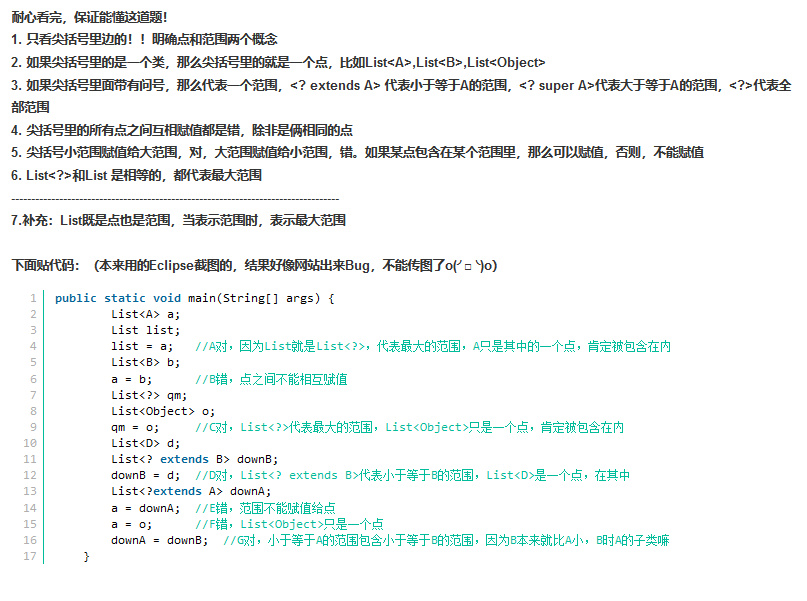 耐心看完，保证能懂这道题！
1. 只看尖括号里边的！！明确点和范围两个概念
2. 如果尖括号里的是一个类，那么尖括号里的就是一个点，比如List<A>,List<B>,List<Object>
3. 如果尖括号里面带有问号，那么代表一个范围，<? extends A> 代表小于等于A的范围，<? super A>代表大于等于A的范围，<?>代表全
部范围
4. 尖括号里的所有点之间互相赋值都是错，除非是俩相同的点
5. 尖括号小范围赋值给大范围，对，大范围赋值给小范围，错。如果某点包含在某个范围里，那么可以赋值，否则，不能赋值
6. List<?>和List 是相等的，都代表最大范围
----------------------------------------------------------------------------------
7.补充：List既是点也是范围，当表示范围时，表示最大范围
下面贴代码：（本来用的Eclipse截图的，结果好像网站出来Bug，不能传图了o(╯□╰)o）
1 public static void main(String[] args) {
2 List<A> a;
3 List list;
4 list = a; //A对，因为List就是List<?>，代表最大的范围，A只是其中的一个点，肯定被包含在内
5 List<B> b;
6 a = b; //B错，点之间不能相互赋值
7 List<?> qm;
8 List<Object> o;
9 qm = o; //C对，List<?>代表最大的范围，List<Object>只是一个点，肯定被包含在内
10 List<D> d;
11 List<? extends B> downB;
12 downB = d; //D对，List<? extends B>代表小于等于B的范围，List<D>是一个点，在其中
13 List<?extends A> downA;
14 a = downA; //E错，范围不能赋值给点
15 a = o; //F错，List<Object>只是一个点
16 downA = downB; //G对，小于等于A的范围包含小于等于B的范围，因为B本来就比A小，B时A的子类嘛
17 }